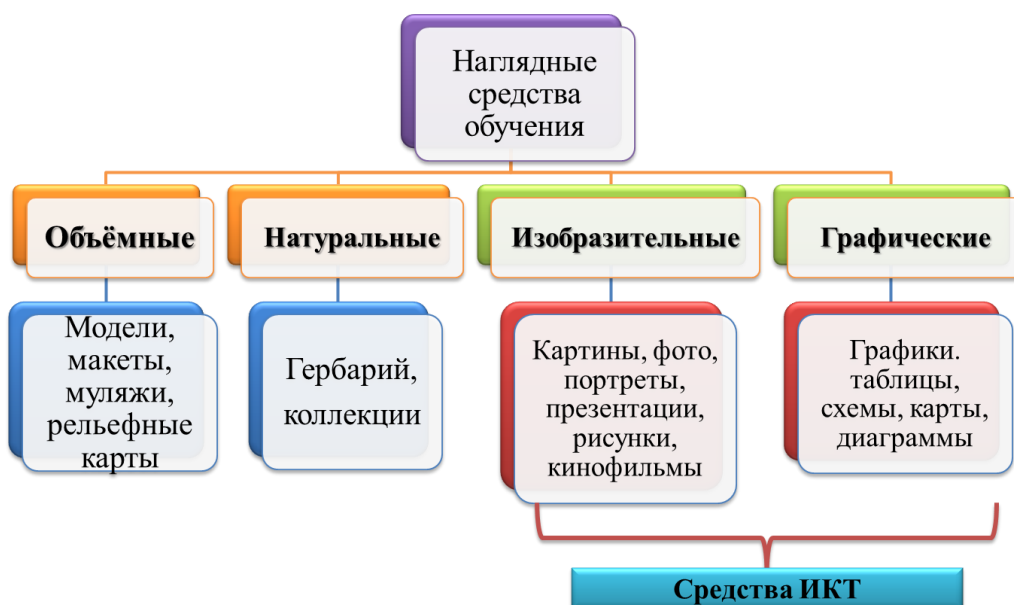 Наглядные
средства
обучения
Объёмные
Натуральные
Изобразительные
Графические
Модели,
макеты,
муляжи,
рельефные
карты
Гербарий,
коллекции
Картины, фото,
портреты,
презентации,
рисунки,
кинофильмы
Графики.
таблицы,
схемы, карты,
диаграммы
Средства ИКТ